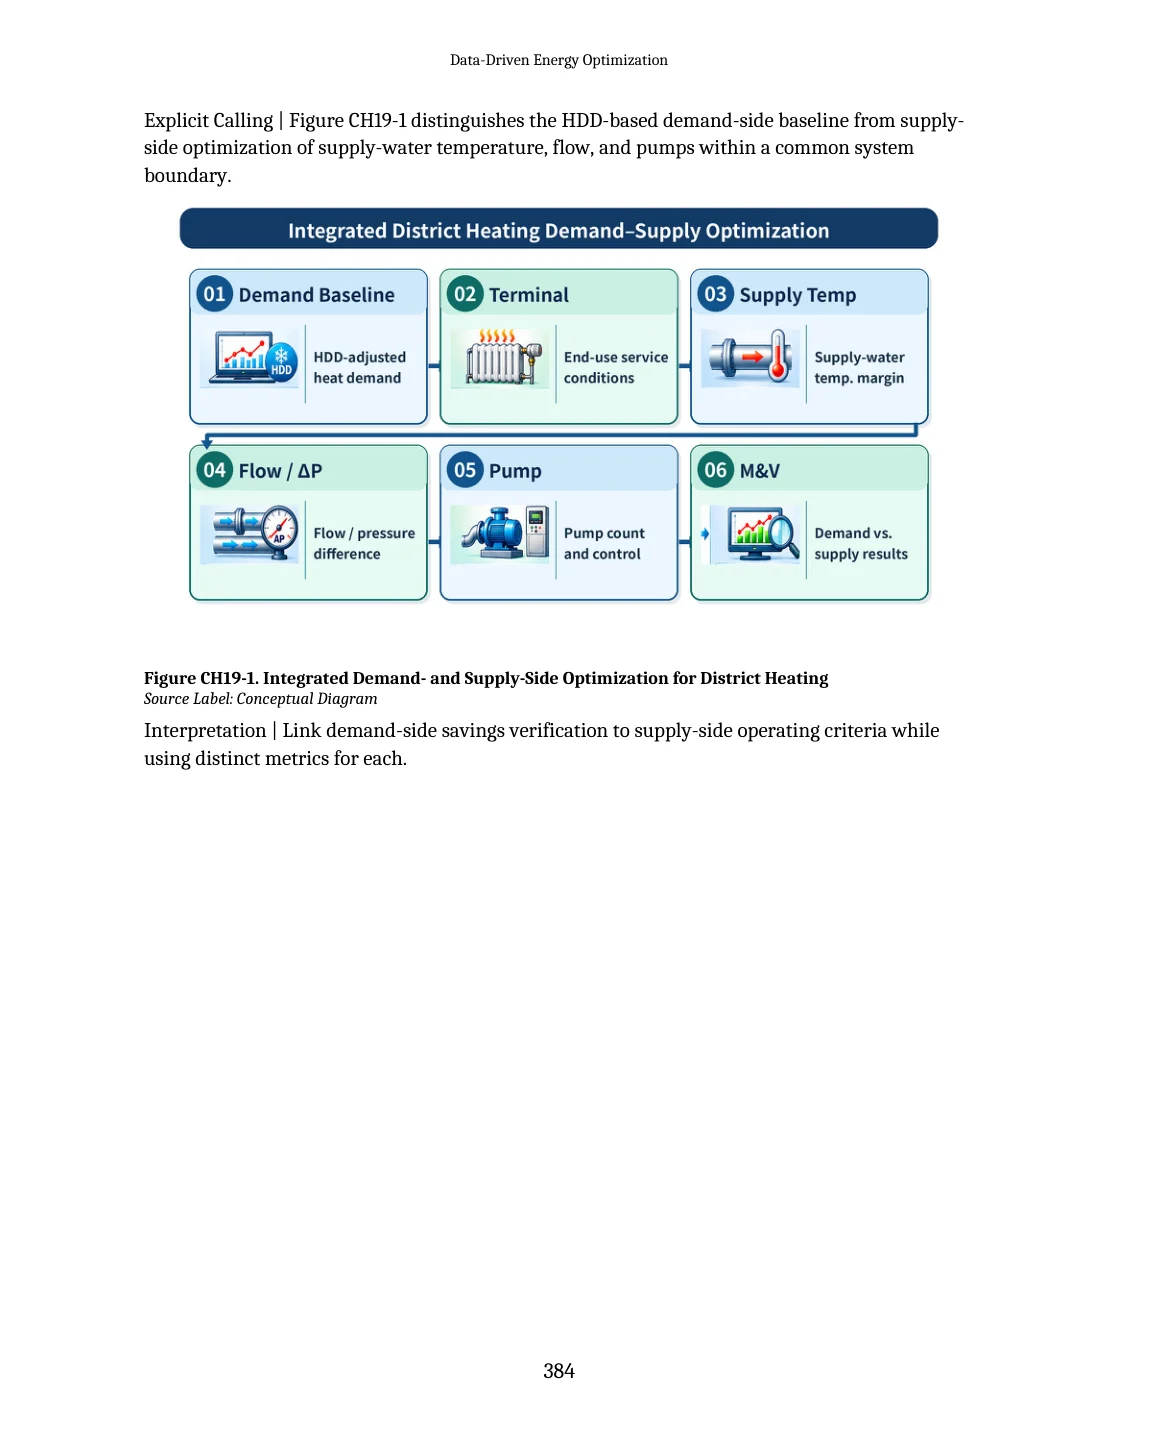 Data-Driven Energy Optimization
Explicit Calling | Figure CH19-1 distinguishes the HDD-based demand-side baseline from supply-
side optimization of supply-water temperature, flow, and pumps within a common system
boundary.
Integrated District Heating Demand–Supply Optimization
01 Demand Baseline
HDD
HDD-adjusted
heat demand
02 Terminal
End-use service
conditions
03 Supply Temp
Supply-water
temp. margin
04 Flow / ΔP
AP
Flow / pressure
difference
05 Pump
Pump count
and control
06 M&V
Demand vs.
supply results
Figure CH19-1. Integrated Demand- and Supply-Side Optimization for District Heating
Source Label: Conceptual Diagram
Interpretation | Link demand-side savings verification to supply-side operating criteria while
using distinct metrics for each.
384